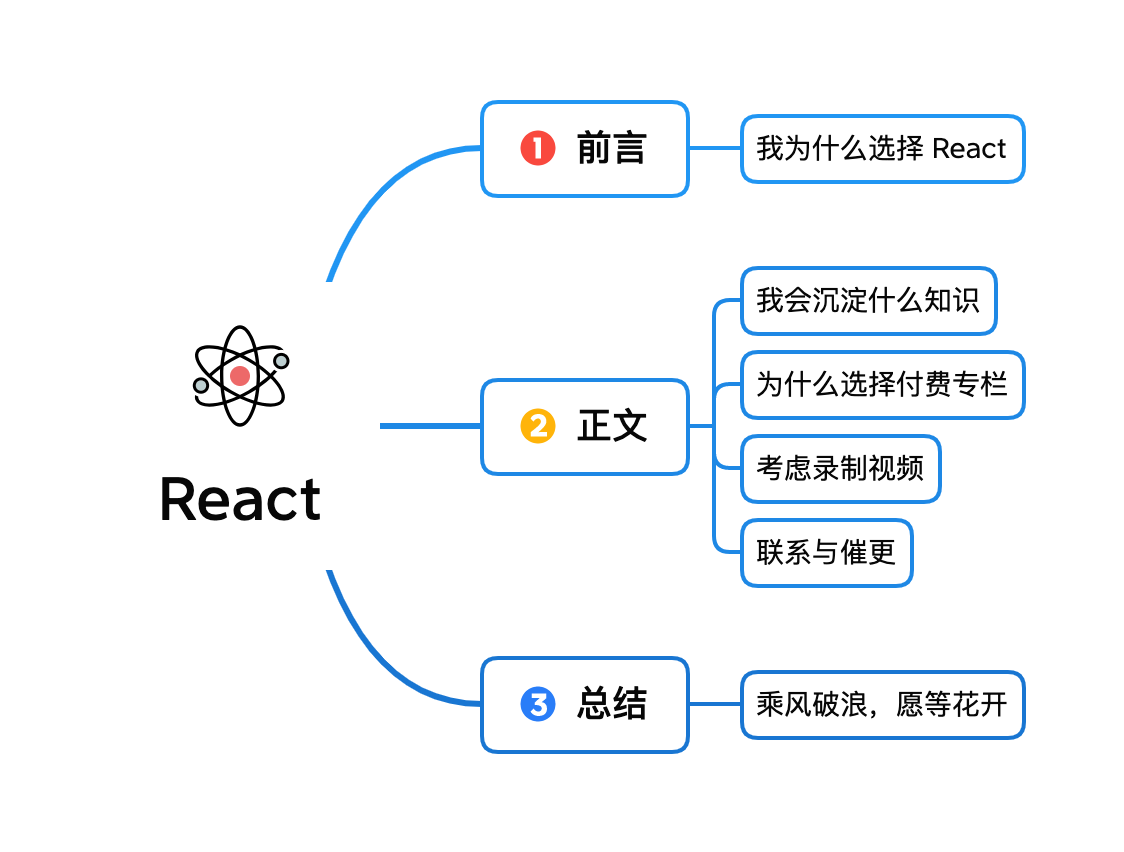 React
1 前言
我为什么选择 React
2 正文
我会沉淀什么知识
为什么选择付费专栏
考虑录制视频
联系与催更
3 总结
乘风破浪，愿等花开